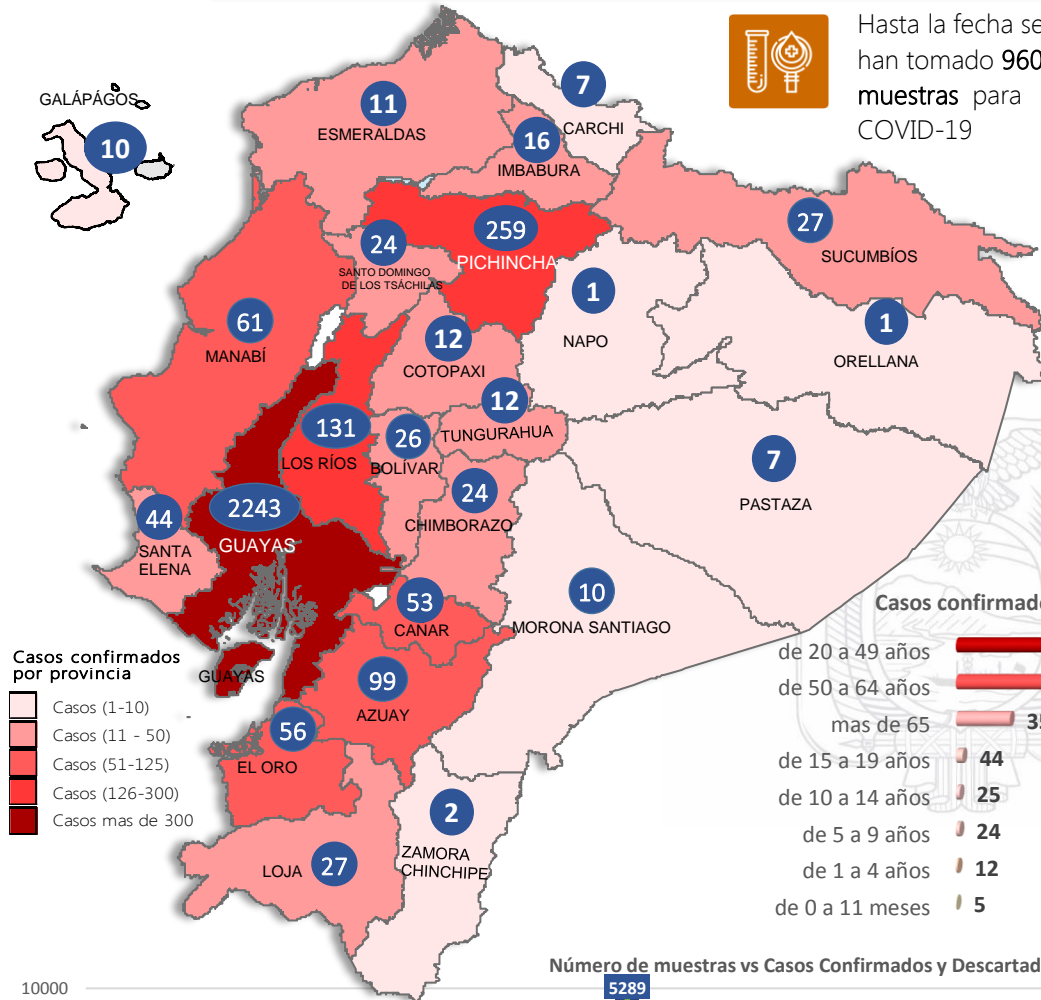 Hasta la fecha se
han tomado 960
muestras para
COVID-19
GALÁPÁGOS
10
11
ESMERALDAS
7
CARCHI
16
IMBABURA
27
SUCUMBÍOS
24
SANTO DOMINGO
DE LOS TSÁCHILAS
259
PICHINCHA
1
NAPO
1
ORELLANA
61
MANABÍ
12
COTOPAXI
12
TUNGURAHUA
131
LOS RÍOS
26
BOLÍVAR
7
PASTAZA
24
CHIMBORAZO
44
SANTA
ELENA
2243
GUAYAS
10
MORONA SANTIAGO
53
CANAR
GUAYAS
99
AZUAY
56
EL ORO
27
LOJA
2
ZAMORA
CHINCHIPE
Casos confirmados
por provincia
Casos (1-10)
Casos (11 - 50)
Casos (51-125)
Casos (126-300)
Casos mas de 300
Casos confirmad
de 20 a 49 años
de 50 a 64 años
mas de 65 35
de 15 a 19 años 44
de 10 a 14 años 25
de 5 a 9 años 24
de 1 a 4 años 12
de 0 a 11 meses 5
Número de muestras vs Casos Confirmados y Descartad
10000
5289